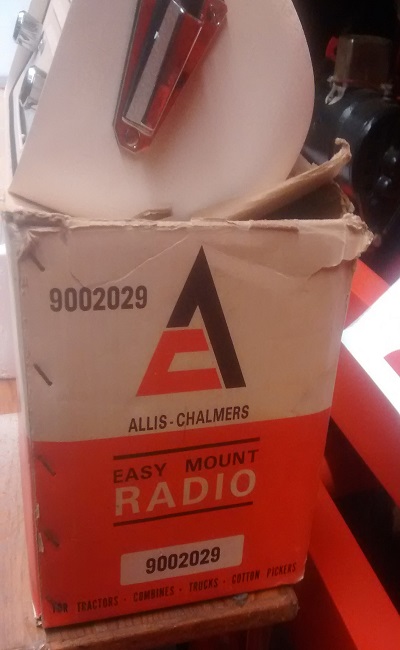 9002029
ALLIS-CHALMERS
EASY MOUNT
RADIO
9002029
FOR TRACTORS - COMBINES - TRUCKS - COTTON PICKERS